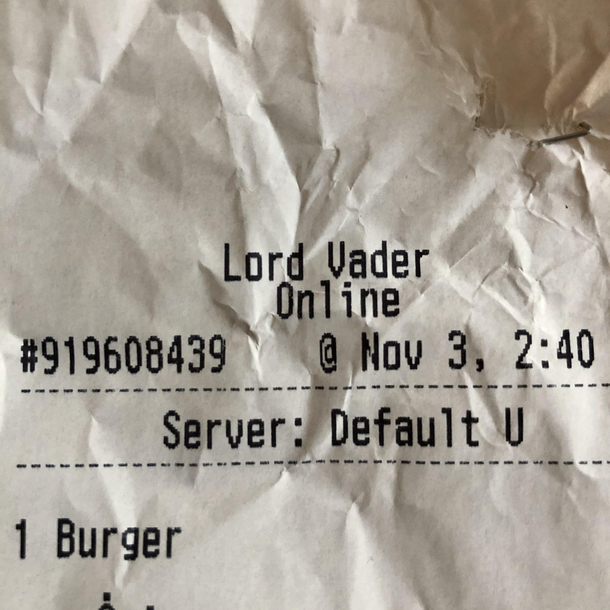 Lord Vader
Online
#919608439 @ Nov 3, 2:40
Server: Default U
1 Burger